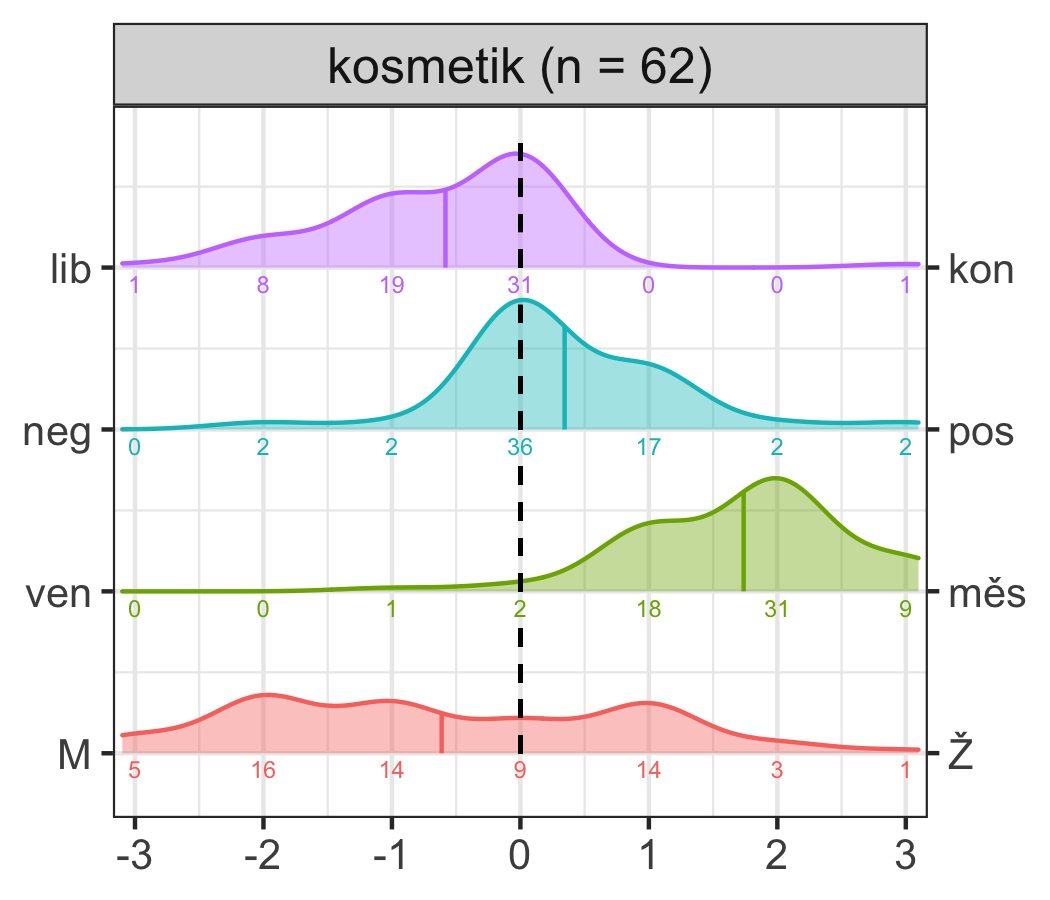 kosmetik (n = 62)
lib kon
1 8 19 31 0 0 1
neg pos
0 2 2 36 17 2 2
ven měs
0 0 1 2 18 31 9
M Ž
5 16 14 9 14 3 1
-3 -2 -1 0 1 2 3